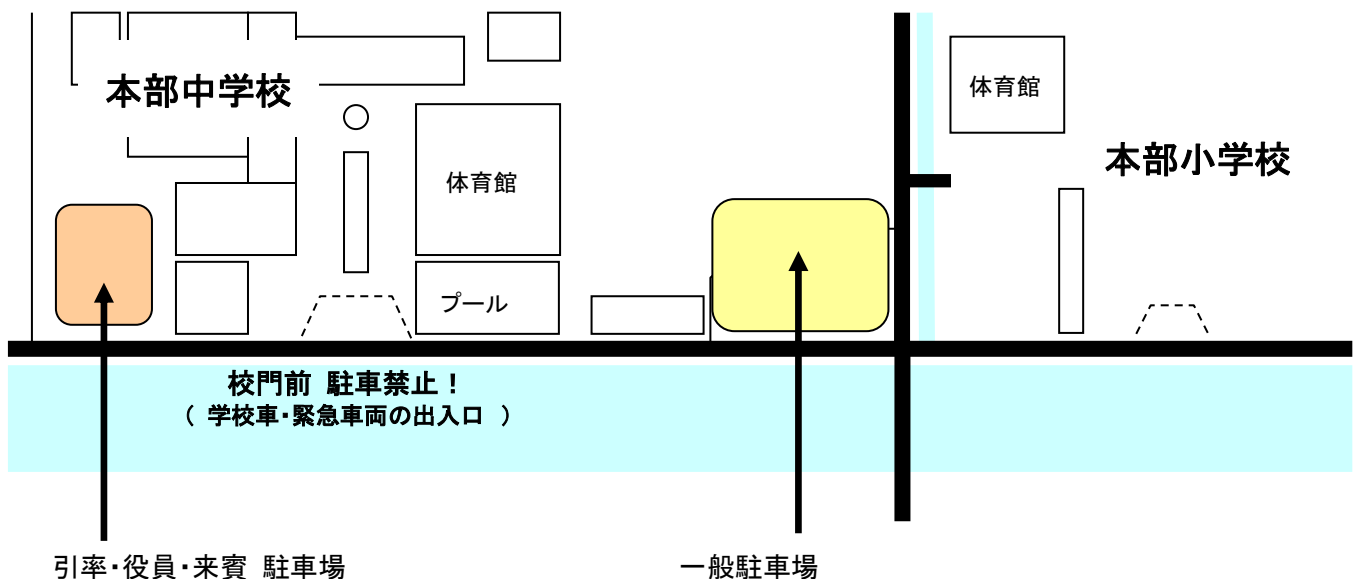 本部中学校
体育館
本部小学校
体育館
プール
校門前 駐車禁止！
（ 学校車・緊急車両の出入口 ）
引率・役員・来賓 駐車場
一般駐車場